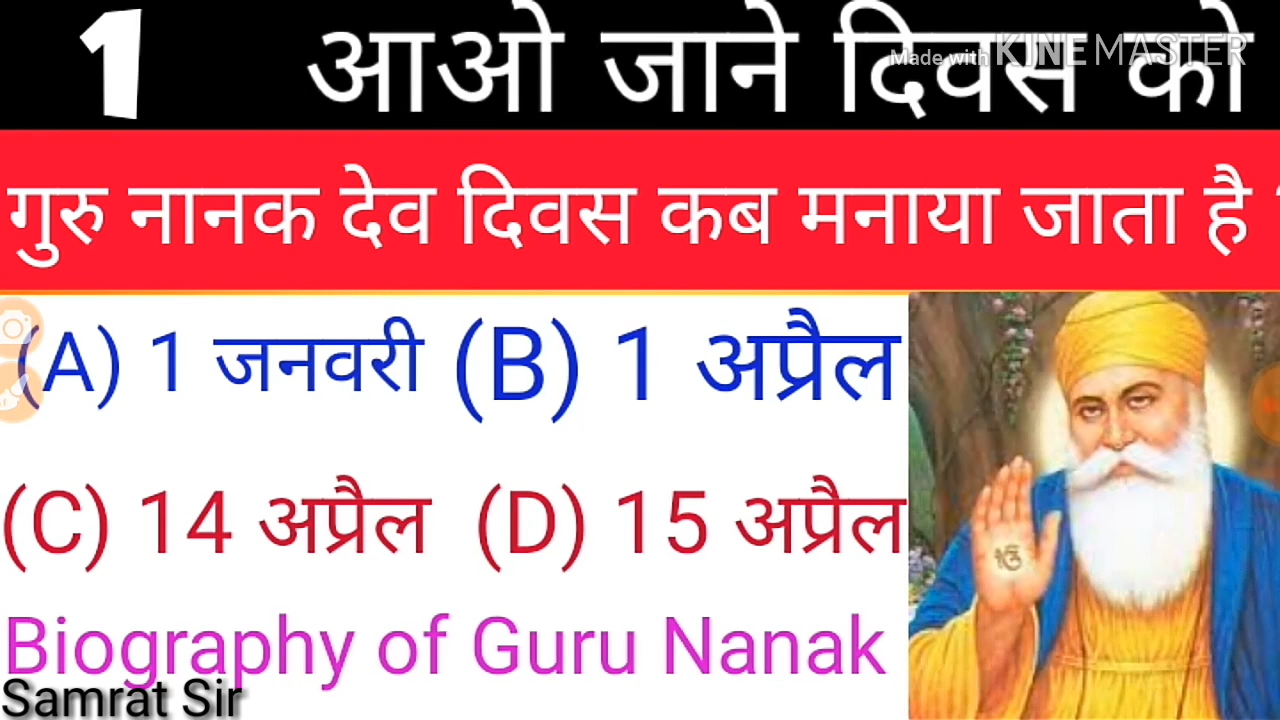 1 आओ जाने दिवस को
Made with KINEMASTER
गुरु नानक देव दिवस कब मनाया जाता है
(A) 1 जनवरी (B) 1 अप्रैल
(C) 14 अप्रैल (D) 15 अप्रैल
ੴ
Biography of Guru Nanak
Samrat Sir